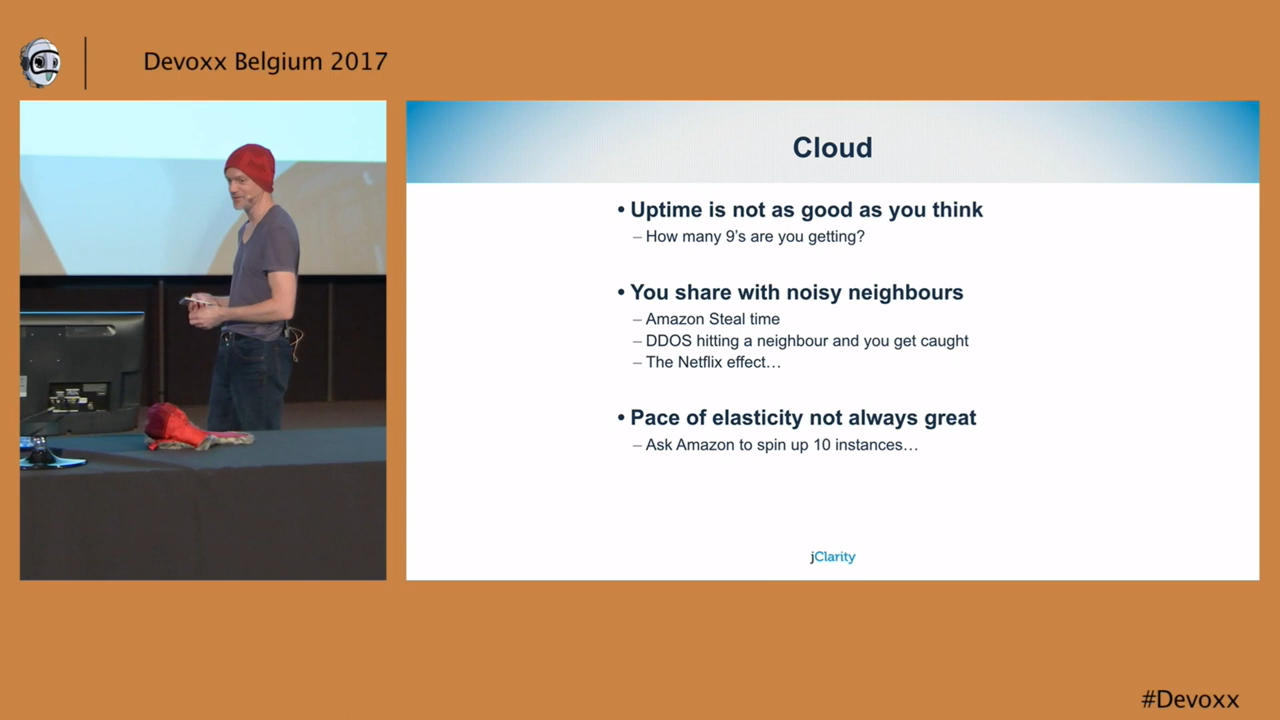 Devoxx Belgium 2017
Cloud
• Uptime is not as good as you think
– How many 9’s are you getting?
• You share with noisy neighbours
– Amazon Steal time
– DDOS hitting a neighbour and you get caught
– The Netflix effect…
• Pace of elasticity not always great
– Ask Amazon to spin up 10 instances…
jClarity
#Devoxx